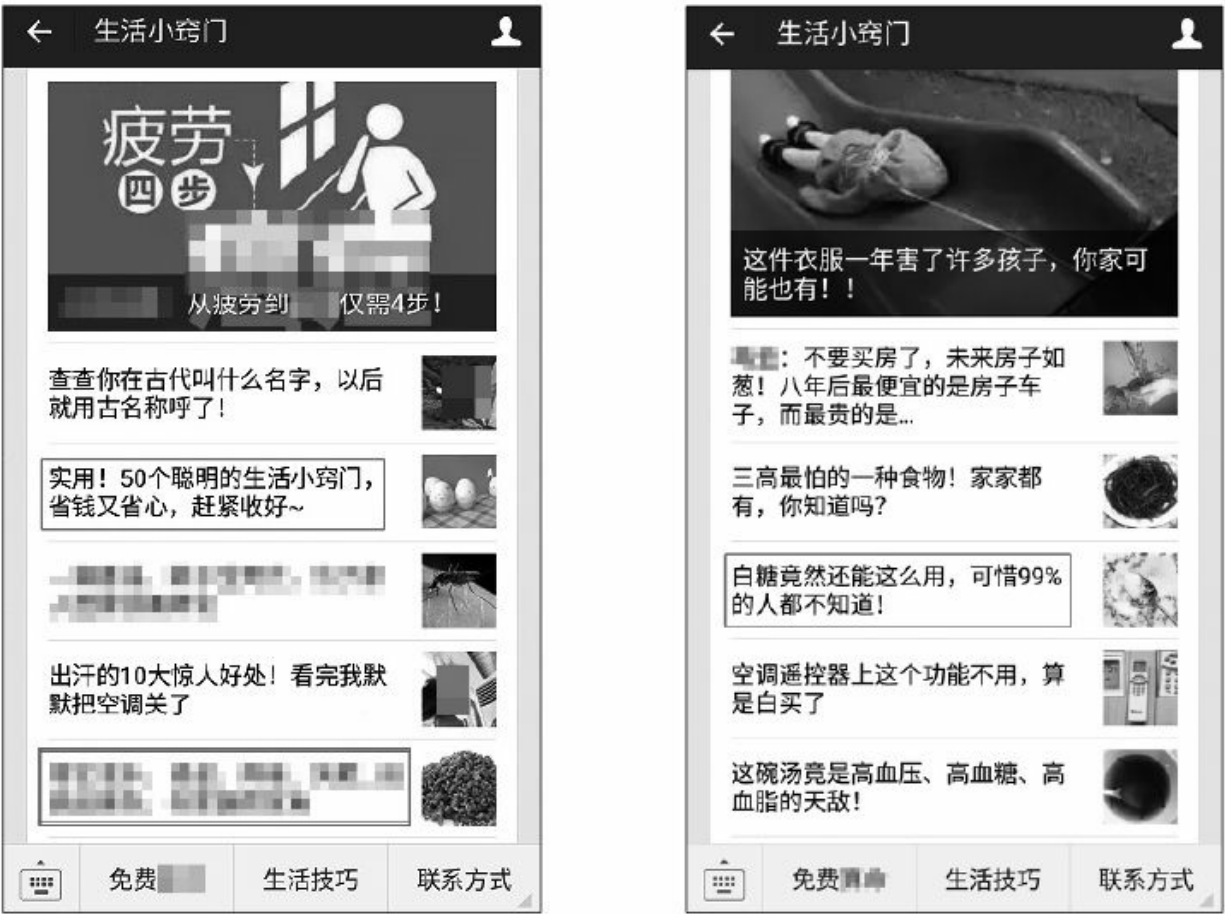 生活小窍门
疲劳
四步
从疲劳到
仅需4步!
查查你在古代叫什么名字，以后
就用古名称呼了!
实用! 50个聪明的生活小窍门，
省钱又省心，赶紧收好~
出汗的10大惊人好处! 看完我默
默把空调关了
免费
生活技巧
联系方式
生活小窍门
这件衣服一年害了许多孩子，你家可
能也有! !
: 不要买房了，未来房子如
葱! 八年后最便宜的是房子车
子，而最贵的是...
三高最怕的一种食物! 家家都
有，你知道吗?
白糖竟然还能这么用，可惜99%
的人都不知道!
空调遥控器上这个功能不用，算
是白买了
这碗汤竟是高血压、高血糖、高
血脂的天敌!
免费
生活技巧
联系方式